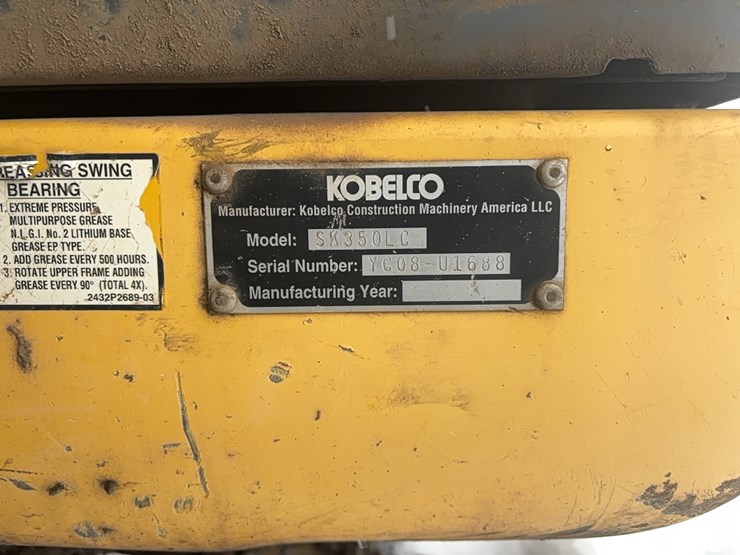 SWING
BEARING
1. EXTREME PRESSURE
MULTIPURPOSE GREASE
N.L.G.I. No. 2 LITHIUM BASE
GREASE EP TYPE.
2. ADD GREASE EVERY 500 HOURS.
3. ROTATE UPPER FRAME ADDING
GREASE EVERY 90° (TOTAL 4X).
2432P2689-03
KOBELCO
Manufacturer: Kobelco Construction Machinery America LLC
Model: SK350LC
Serial Number: YC08-U1688
Manufacturing Year: